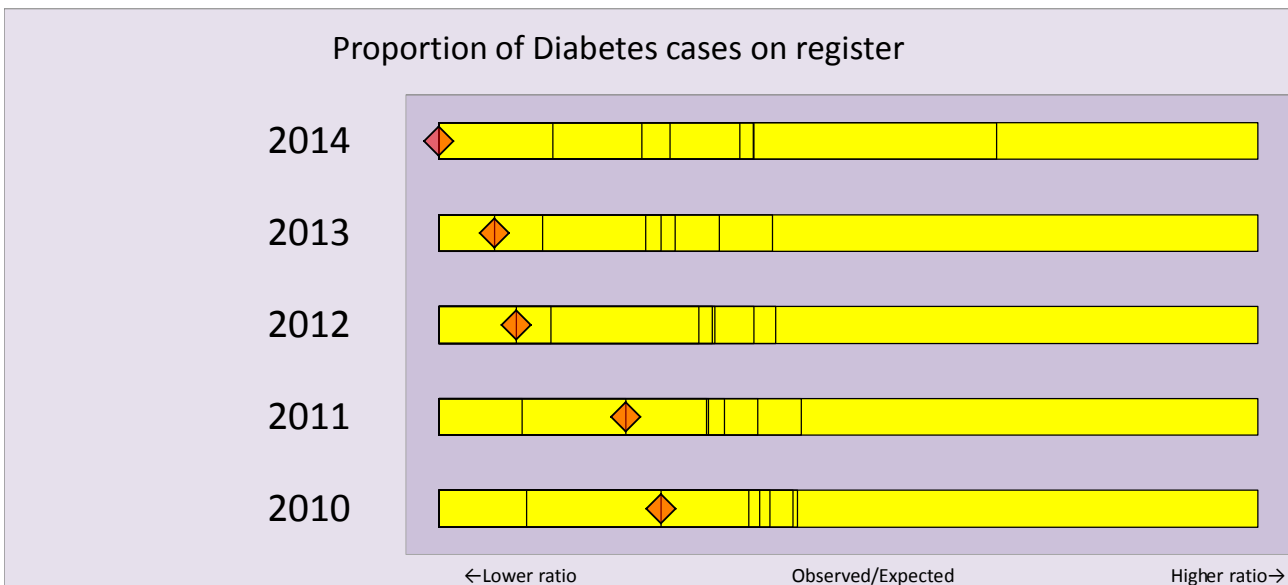 Proportion of Diabetes cases on register
2014
2013
2012
2011
2010
←Lower ratio Observed/Expected Higher ratio→